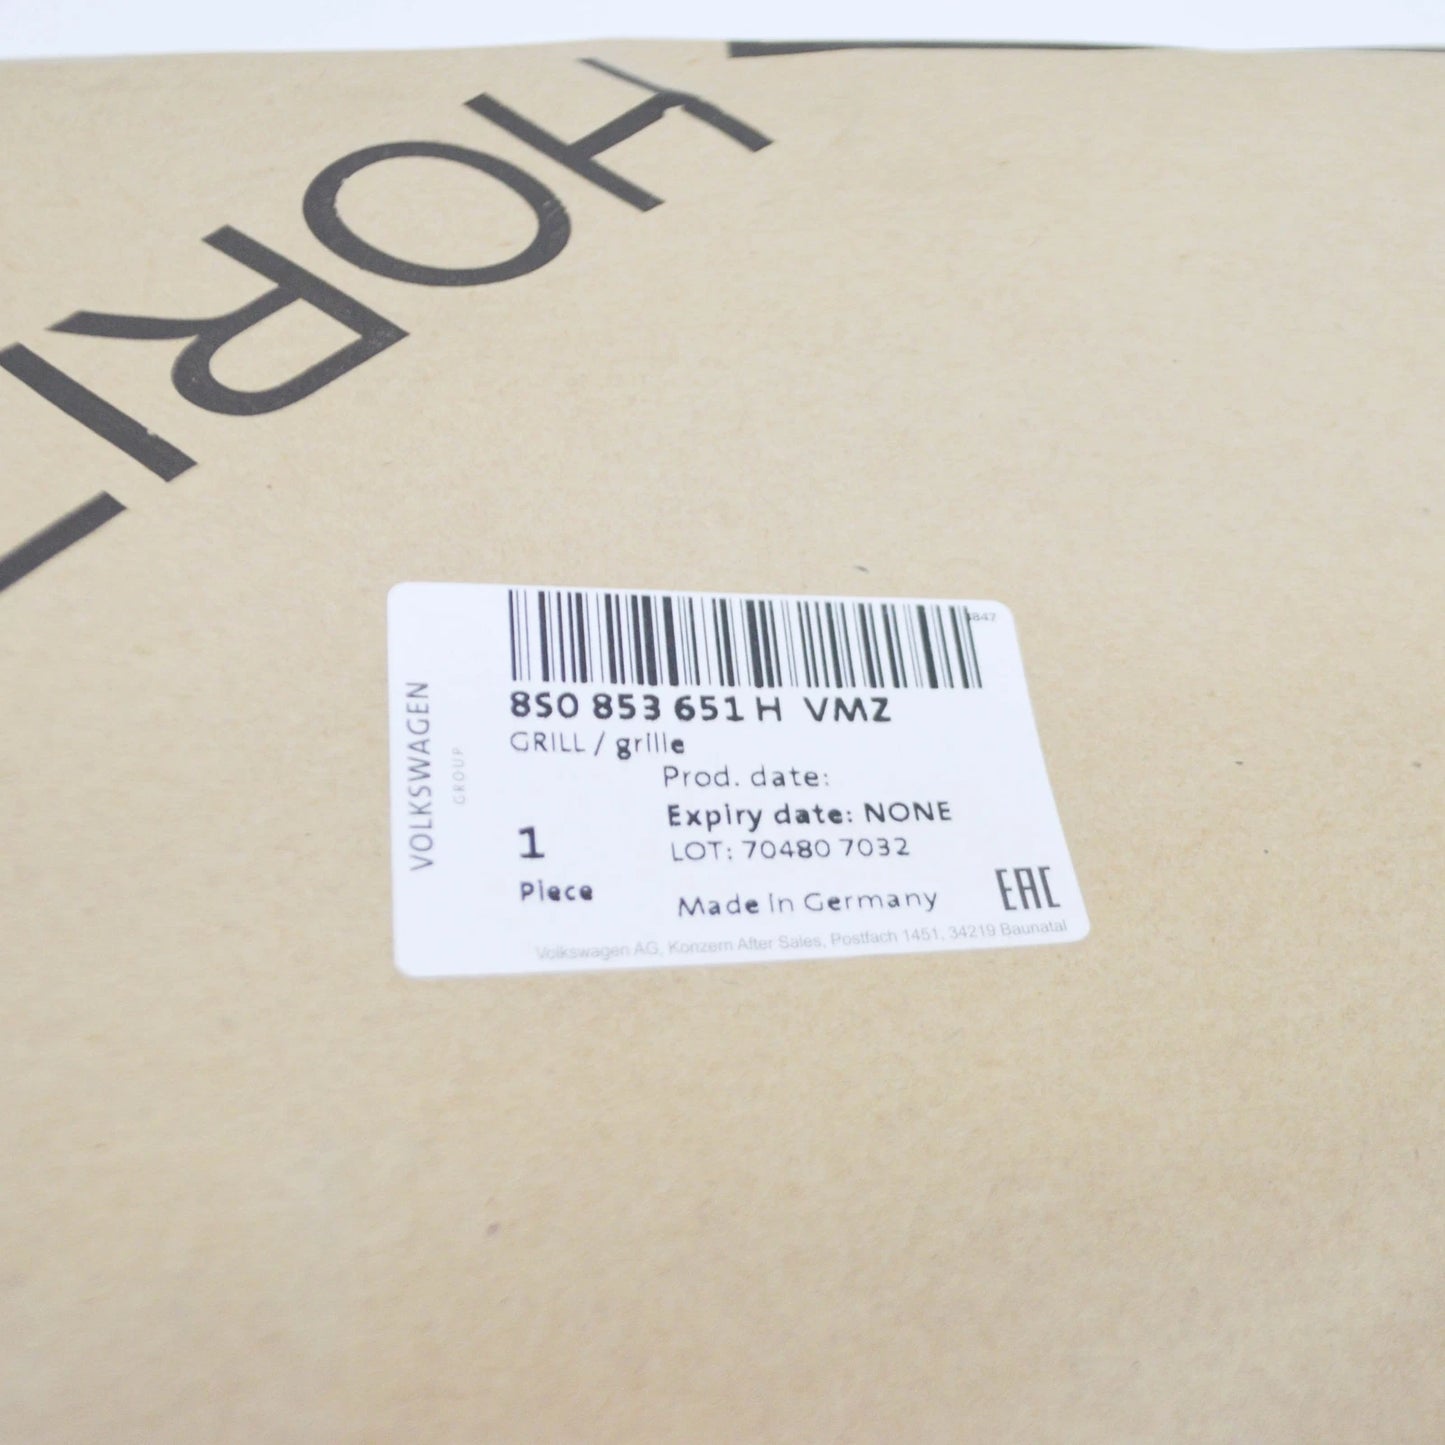 HORI
847
8S0 853 651 H VMZ
GRILL / grille
Prod. date:
Expiry date: NONE
LOT: 70480 7032
1
Piece
Made in Germany
EAC
Volkswagen AG, Konzern After Sales, Postfach 1451, 34219 Baunatal
VOLKSWAGEN
GROUP